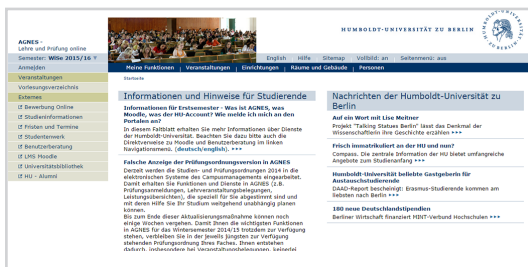 HUMBOLDT-UNIVERSITÄT ZU BERLIN
AGNES -
Lehre und Prüfung online
Semester: WiSe 2015/16
English | Hilfe | Sitemap | Vollbild: an | Seitenmenü: aus
Anmelden
Meine Funktionen | Veranstaltungen | Einrichtungen | Räume und Gebäude | Personen
Veranstaltungen
Vorlesungsverzeichnis
Externes
Bewerbung Online
Studieninformationen
Fristen und Termine
Studentenwerk
Benutzerberatung
LMS Moodle
Universitätsbibliothek
HU - Alumni
Startseite
Informationen und Hinweise für Studierende
Informationen für Erstsemester - Was ist AGNES, was
Moodle, was der HU-Account? Wie melde ich mich an den
Portalen an?
In diesem Faltblatt erhalten Sie mehr Informationen über Dienste
der Humboldt-Universität. Beachten Sie dazu bitte auch die
Direktverweise zu Moodle und Benutzerberatung im linken
Navigationsmenü. (deutsch/english).
Falsche Anzeige der Prüfungsordnungsversion in AGNES
Derzeit werden die Studien- und Prüfungsordnungen 2014 in die
elektronischen Systeme des Campusmanagements eingearbeitet.
Damit erhalten Sie Funktionen und Dienste in AGNES (z.B.
Prüfungsanmeldungen, Lehrveranstaltungsbelegungen,
Leistungsübersichten), die speziell für Sie abgestimmt sind und
mit deren Hilfe Sie Ihr Studium weitgehend unabhängig planen
können.
Bis zum Ende dieser Aktualisierungsmaßnahme können noch
einige Wochen vergehen. Damit Ihnen die wichtigsten Funktionen
in AGNES für das Wintersemester 2014/15 trotzdem zur Verfügung
stehen, verbleiben Sie in der jeweils jüngsten zur Verfügung
stehenden Prüfungsordnung Ihres Faches. Ihnen entstehen
dadurch, insbesondere bei Veranstaltungsbelegungen, keinerlei
Nachrichten der Humboldt-Universität zu
Berlin
Auf ein Wort mit Lise Meitner
Projekt "Talking Statues Berlin" lässt das Denkmal der
Wissenschaftlerin ihre Geschichte erzählen
Frisch immatrikuliert an der HU und nun?
Compass. Die zentrale Information der HU bietet umfangreiche
Angebote zum Studienanfang
Humboldt-Universität beliebte Gastgeberin für
Austauschstudierende
DAAD-Report bescheinigt: Erasmus-Studierende kommen am
liebsten nach Berlin
180 neue Deutschlandstipendien
Berliner Wirtschaft finanziert MINT-Verbund Hochschulen